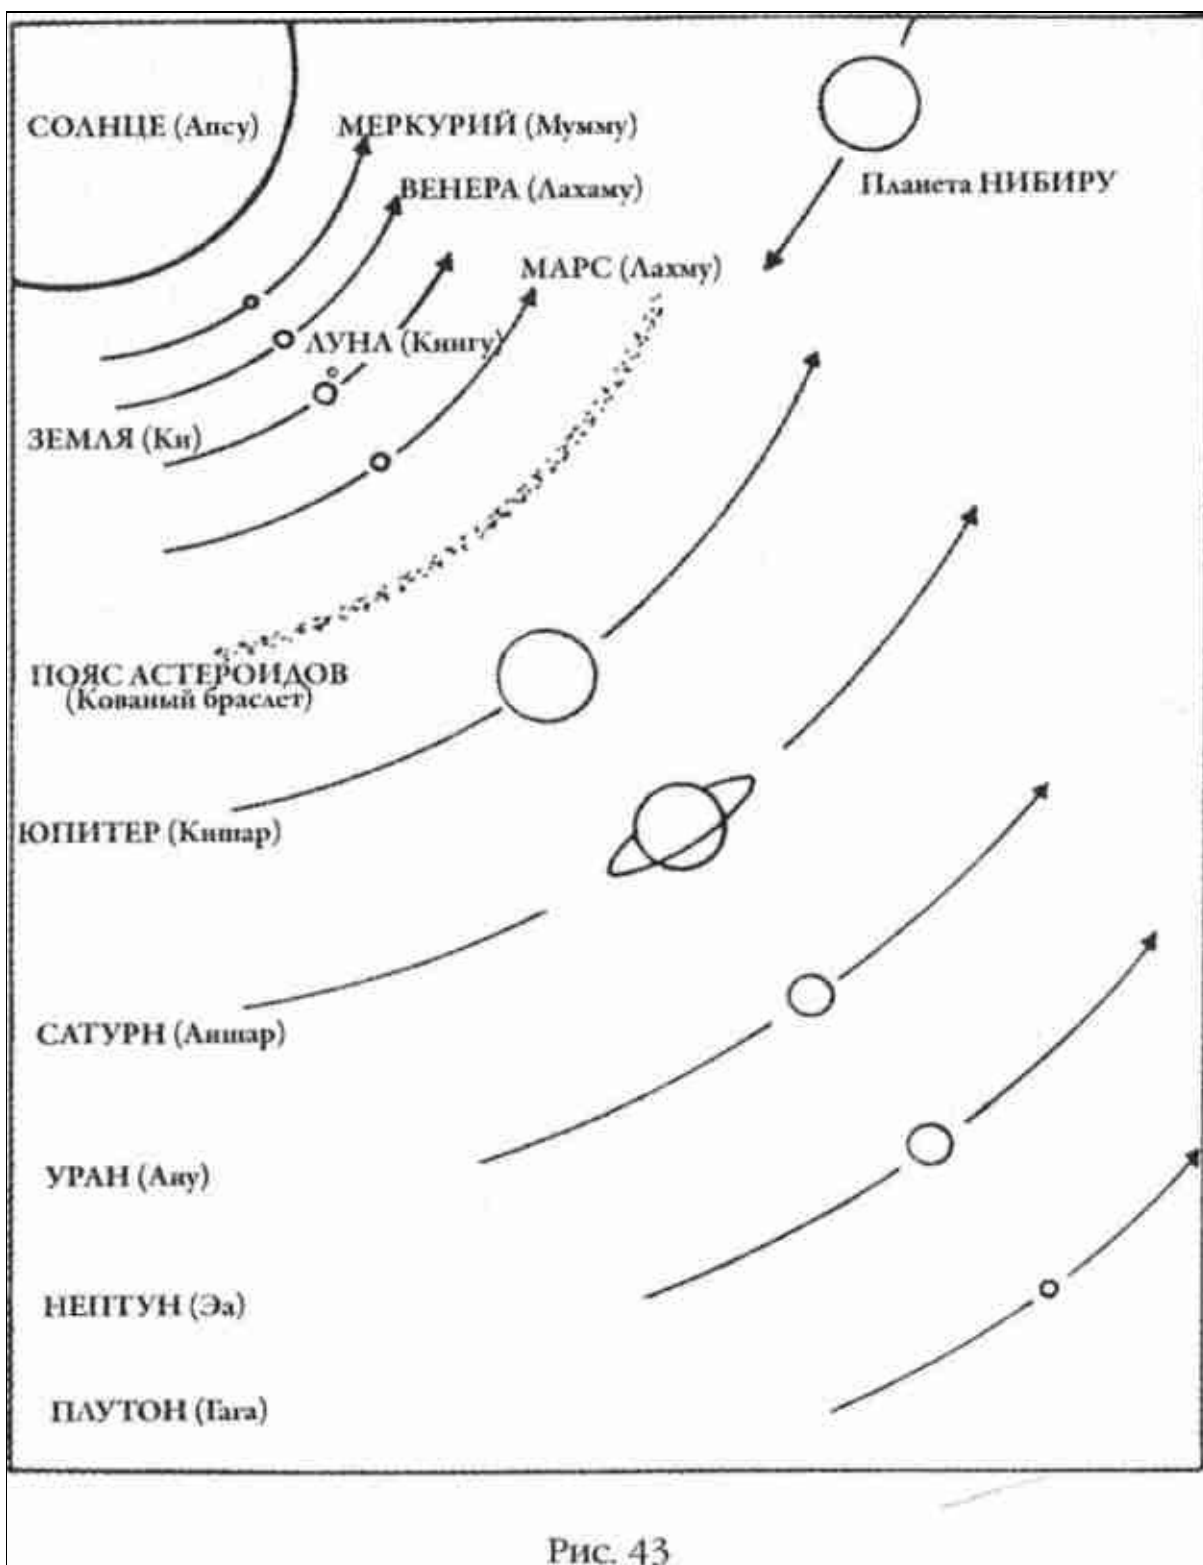 СОЛНЦЕ (Апсу)
МЕРКУРИЙ (Мумму)
ВЕНЕРА (Лахаму)
Планета НИБИРУ
МАРС (Лахму)
ЛУНА (Кингу)
ЗЕМЛЯ (Ки)
ПОЯС АСТЕРОИДОВ
(Кованый браслет)
ЮПИТЕР (Кишар)
САТУРН (Аншар)
УРАН (Ану)
НЕПТУН (Эа)
ПЛУТОН (Гага)
Рис. 43